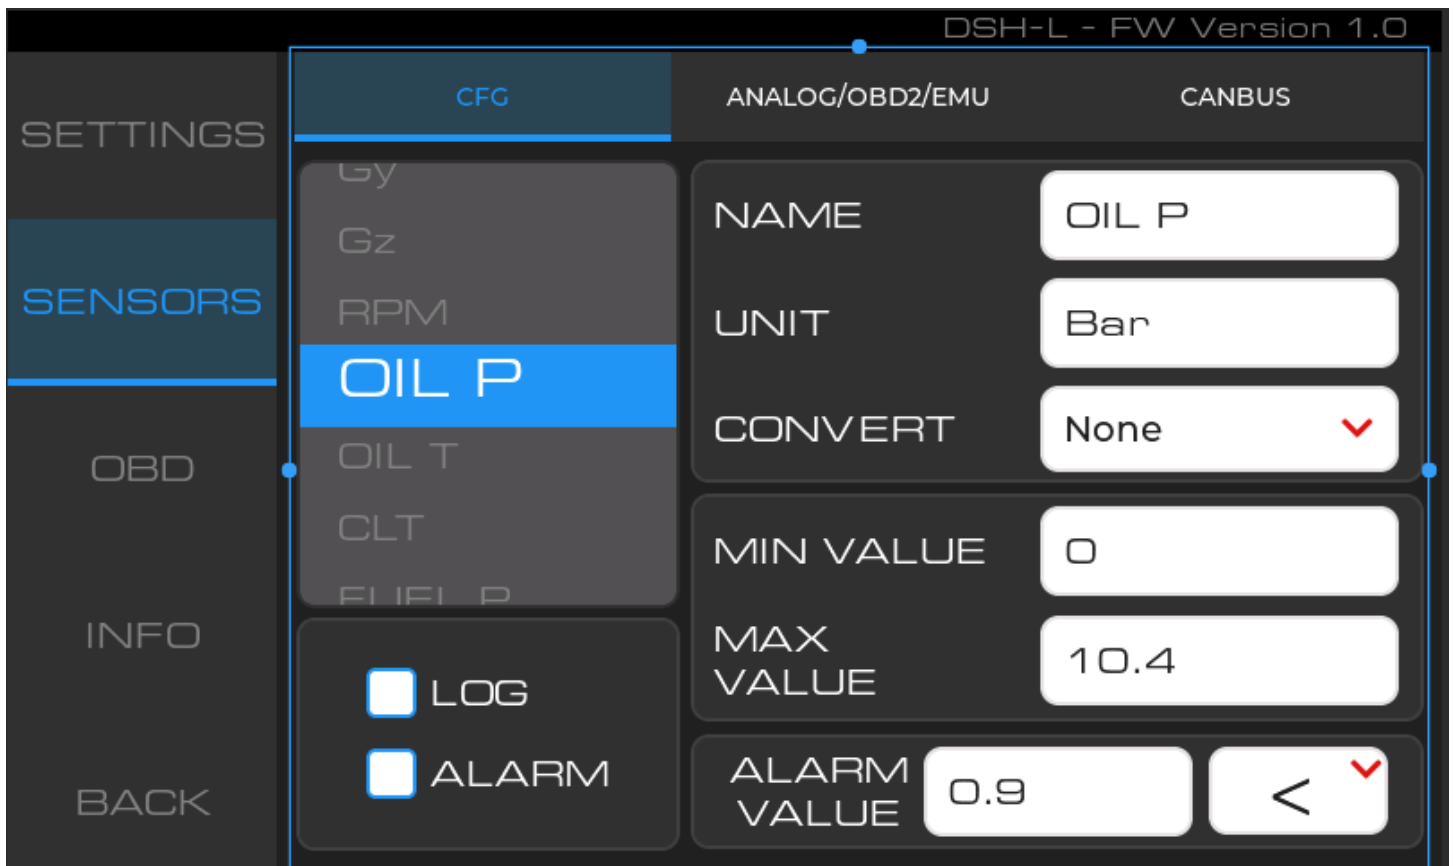 DSH-L - FW Version 1.0
SETTINGS
SENSORS
OBD
INFO
BACK
CFG
ANALOG/OBD2/EMU
CANBUS
Gy
Gz
RPM
OIL P
OIL T
CLT
FUEL P
LOG
ALARM
NAME
OIL P
UNIT
Bar
CONVERT
None
MIN VALUE
0
MAX
VALUE
10.4
ALARM
VALUE
0.9
<